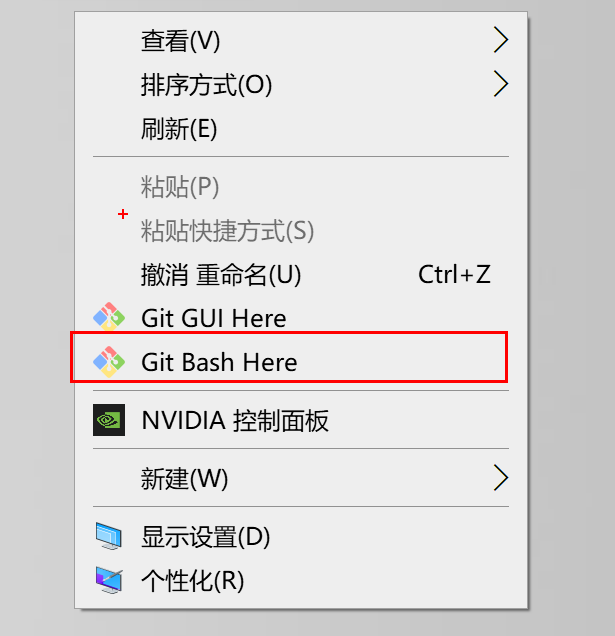 查看(V)
排序方式(O)
刷新(E)
粘贴(P)
粘贴快捷方式(S)
撤消 重命名(U) Ctrl+Z
Git GUI Here
Git Bash Here
NVIDIA 控制面板
新建(W)
显示设置(D)
个性化(R)